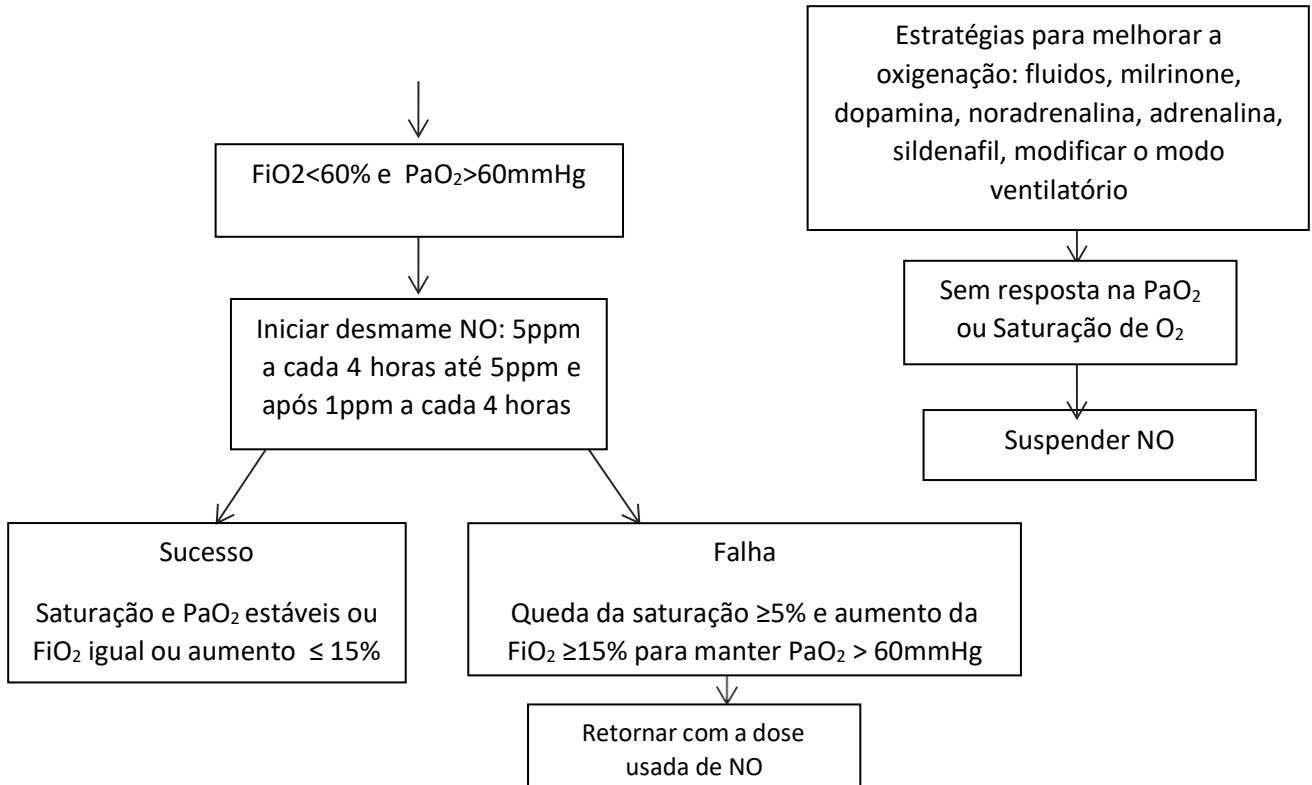 Estratégias para melhorar a
oxigenação: fluidos, milrinone,
dopamina, noradrenalina, adrenalina,
sildenafil, modificar o modo
ventilatório
FiO2<60% e PaO₂>60mmHg
Sem resposta na PaO₂
ou Saturação de O₂
Iniciar desmame NO: 5ppm
a cada 4 horas até 5ppm e
após 1ppm a cada 4 horas
Suspender NO
Sucesso
Saturação e PaO₂ estáveis ou
FiO₂ igual ou aumento ≤ 15%
Falha
Queda da saturação ≥5% e aumento da
FiO₂ ≥15% para manter PaO₂ > 60mmHg
Retornar com a dose
usada de NO